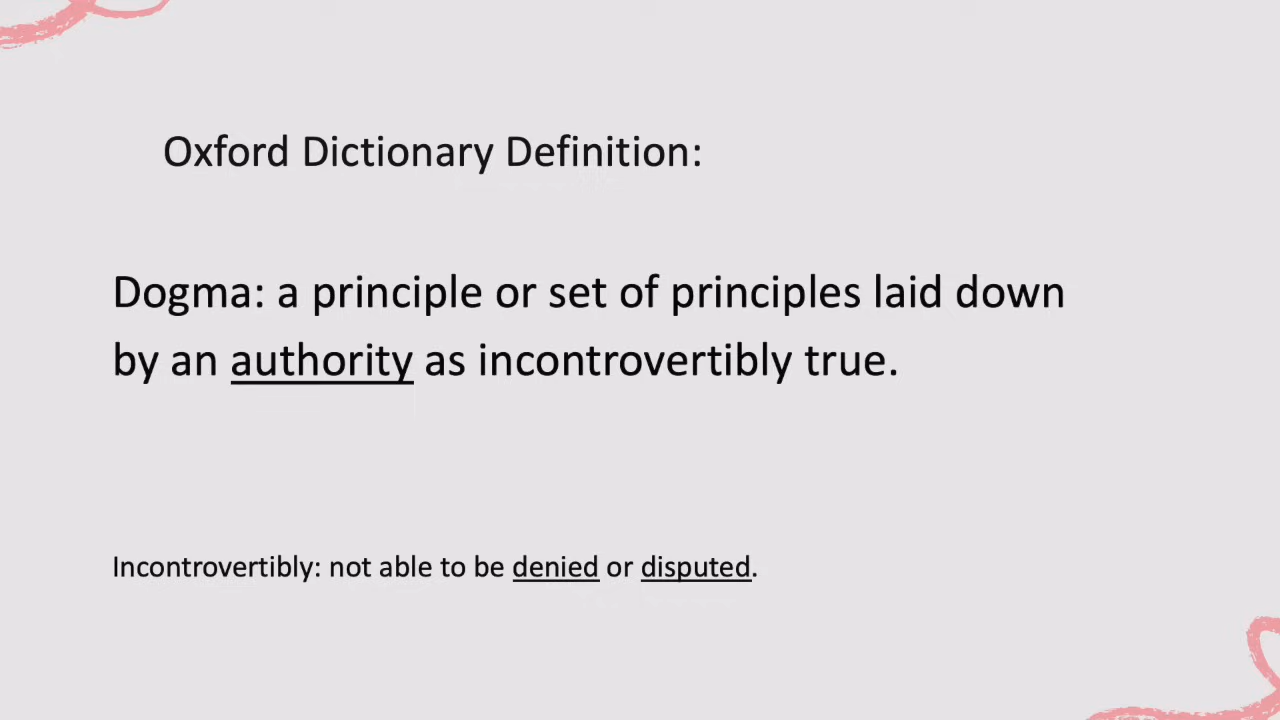 Oxford Dictionary Definition:
Dogma: a principle or set of principles laid down
by an authority as incontrovertibly true.
Incontrovertibly: not able to be denied or disputed.